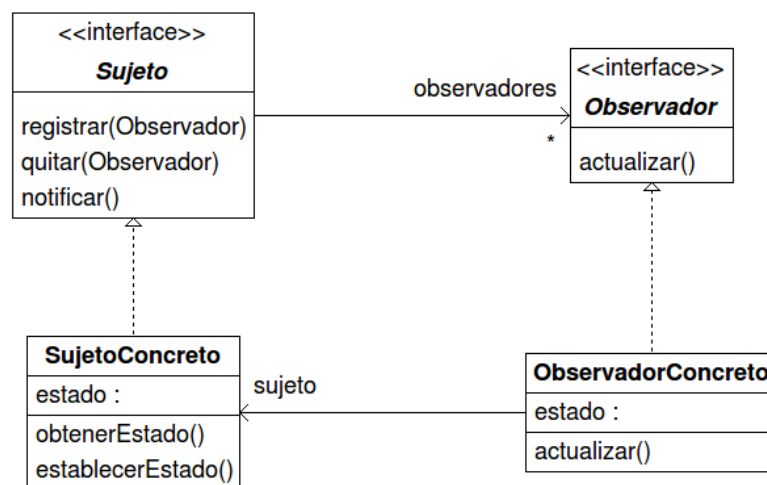 <<interface>>
Sujeto
registrar(Observador)
quitar(Observador)
notificar()
observadores
*
<<interface>>
Observador
actualizar()
SujetoConcreto
estado :
obtenerEstado()
establecerEstado()
sujeto
ObservadorConcreto
estado :
actualizar()